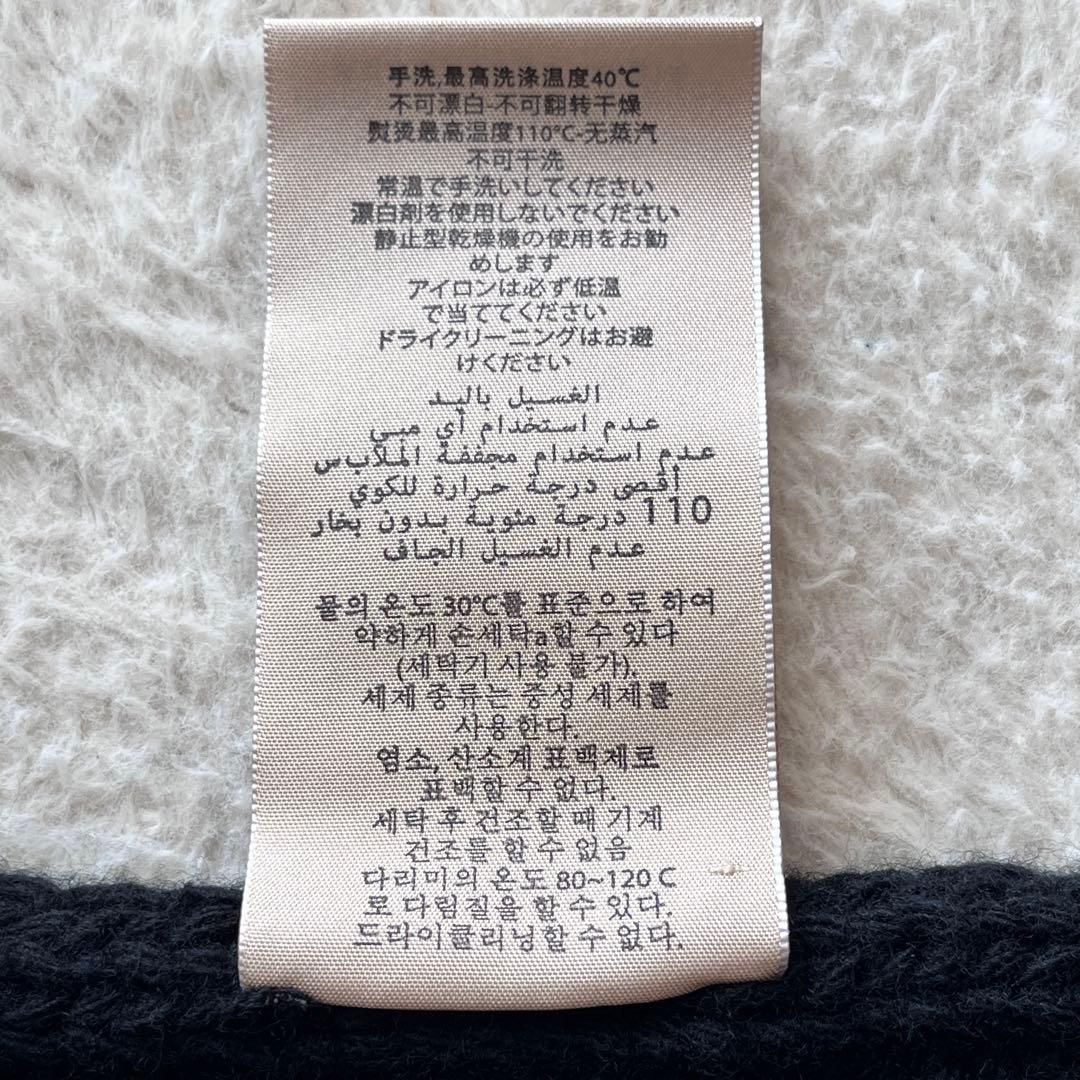 手洗,最高洗涤温度40℃
不可漂白-不可翻转干燥
熨烫最高温度110℃-无蒸汽
不可干洗
常温で手洗いしてください
漂白剤を使用しないでください
静止型乾燥機の使用をお勧
めします
アイロンは必ず低温
で当ててください
ドライクリーニングはお避
けください
الغسيل باليد
عدم استخدام أي مبي
عدم استخدام مجففة الملابس
أقصى درجة حرارة للكوي
110 درجة مئوية بدون بخار
عدم الغسيل الجاف
물의 온도 30°C를 표준으로 하여
약하게 손세탁a할 수 있다
(세탁기 사용 불가).
세제 종류는 중성 세제를
사용한다.
염소, 산소계 표백제로
표백할 수 없다.
세탁 후 건조할 때 기계
건조를 할 수 없음
다리미의 온도 80~120 C
로 다림질을 할 수 있다.
드라이클리닝할 수 없다.